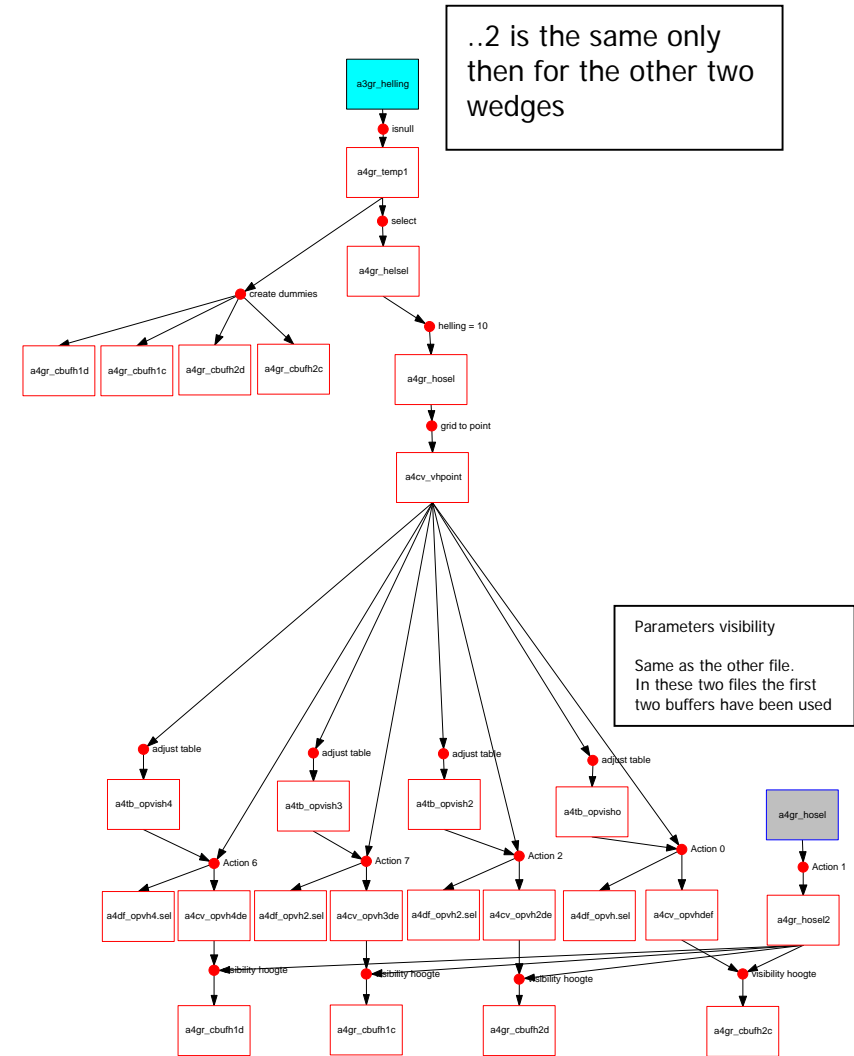 ..2 is the same only
then for the other two
wedges
a3gr_helling
isnull
a4gr_temp1
select
a4gr_helsel
create dummies
helling = 10
a4gr_cbufh1d
a4gr_cbufh1c
a4gr_cbufh2d
a4gr_cbufh2c
a4gr_hosel
grid to point
a4cv_vhpoint
Parameters visibility
Same as the other file.
In these two files the first
two buffers have been used
adjust table
adjust table
adjust table
adjust table
a4tb_opvish4
a4tb_opvish3
a4tb_opvish2
a4tb_opvisho
a4gr_hosel
Action 6
Action 7
Action 2
Action 0
Action 1
a4df_opvh4.sel
a4cv_opvh4de
a4df_opvh2.sel
a4cv_opvh3de
a4df_opvh2.sel
a4cv_opvh2de
a4df_opvh.sel
a4cv_opvhdef
a4gr_hosel2
visibility hoogte
visibility hoogte
visibility hoogte
visibility hoogte
a4gr_cbufh1d
a4gr_cbufh1c
a4gr_cbufh2d
a4gr_cbufh2c